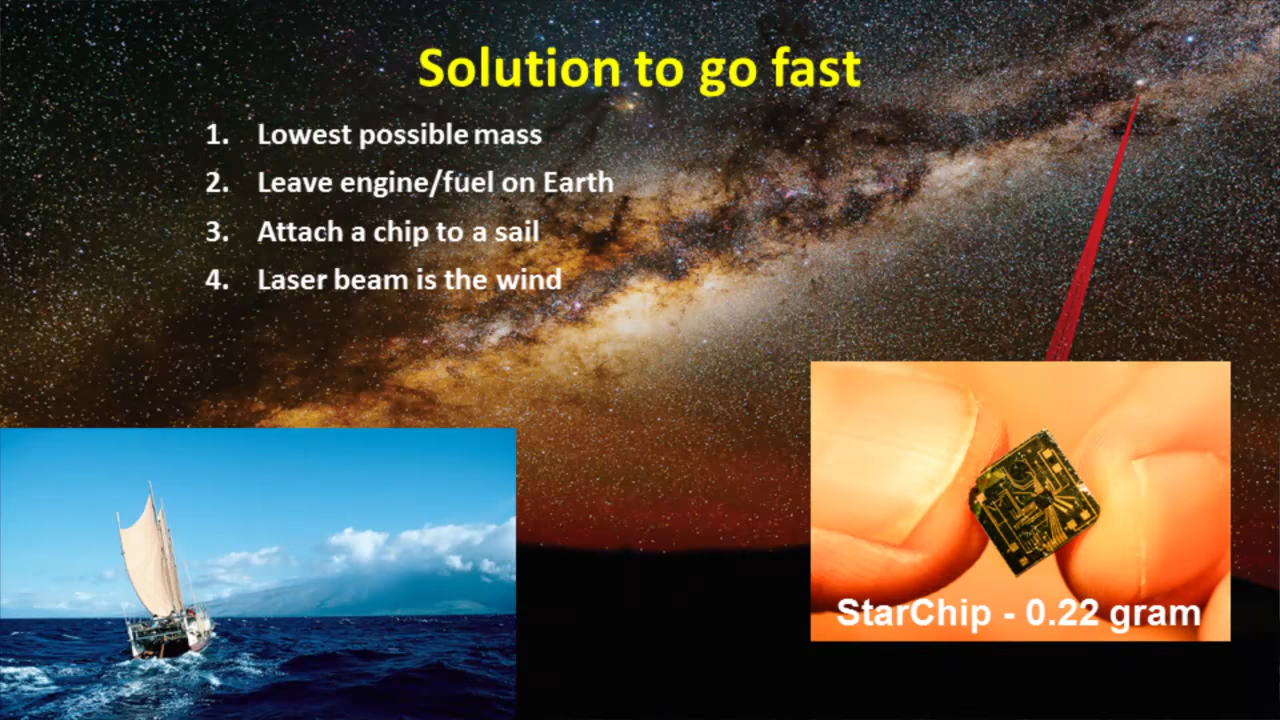 Solution to go fast
1. Lowest possible mass
2. Leave engine/fuel on Earth
3. Attach a chip to a sail
4. Laser beam is the wind
StarChip - 0.22 gram